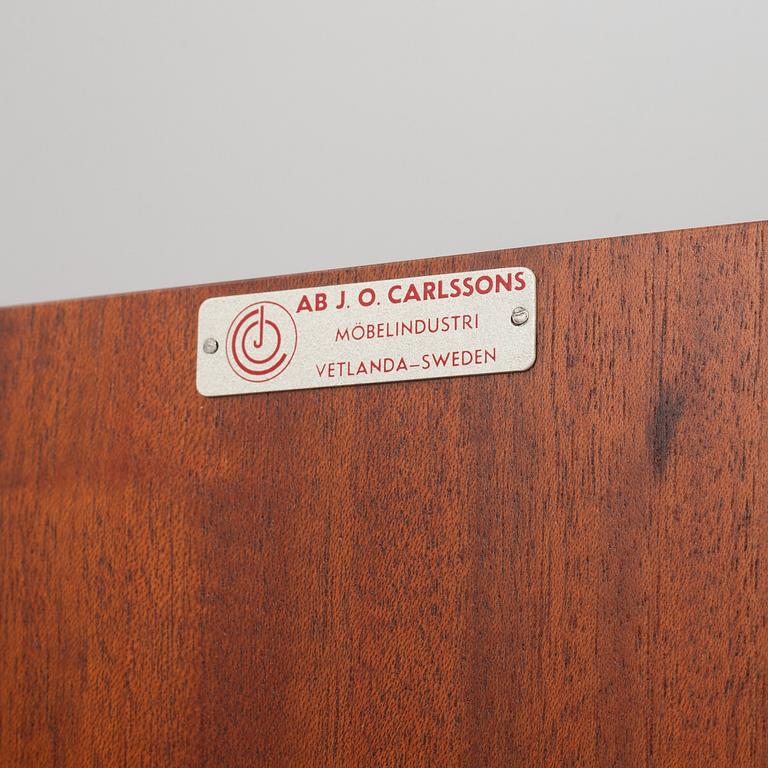 AB J. O. CARLSSONS
MÖBELINDUSTRI
VETLANDA–SWEDEN